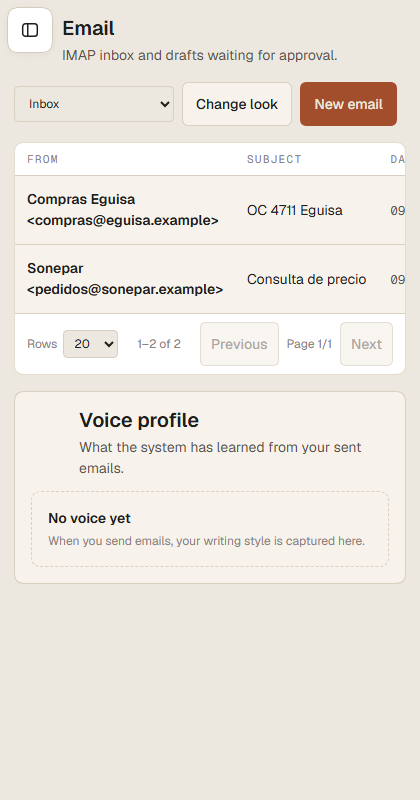 Email
IMAP inbox and drafts waiting for approval.
Inbox
Change look
New email
FROM SUBJECT DA
Compras Eguisa
<compras@eguisa.example>
OC 4711 Eguisa
09
Sonepar
<pedidos@sonepar.example>
Consulta de precio
09
Rows 20 1–2 of 2 Previous Page 1/1 Next
Voice profile
What the system has learned from your sent
emails.
No voice yet
When you send emails, your writing style is captured here.